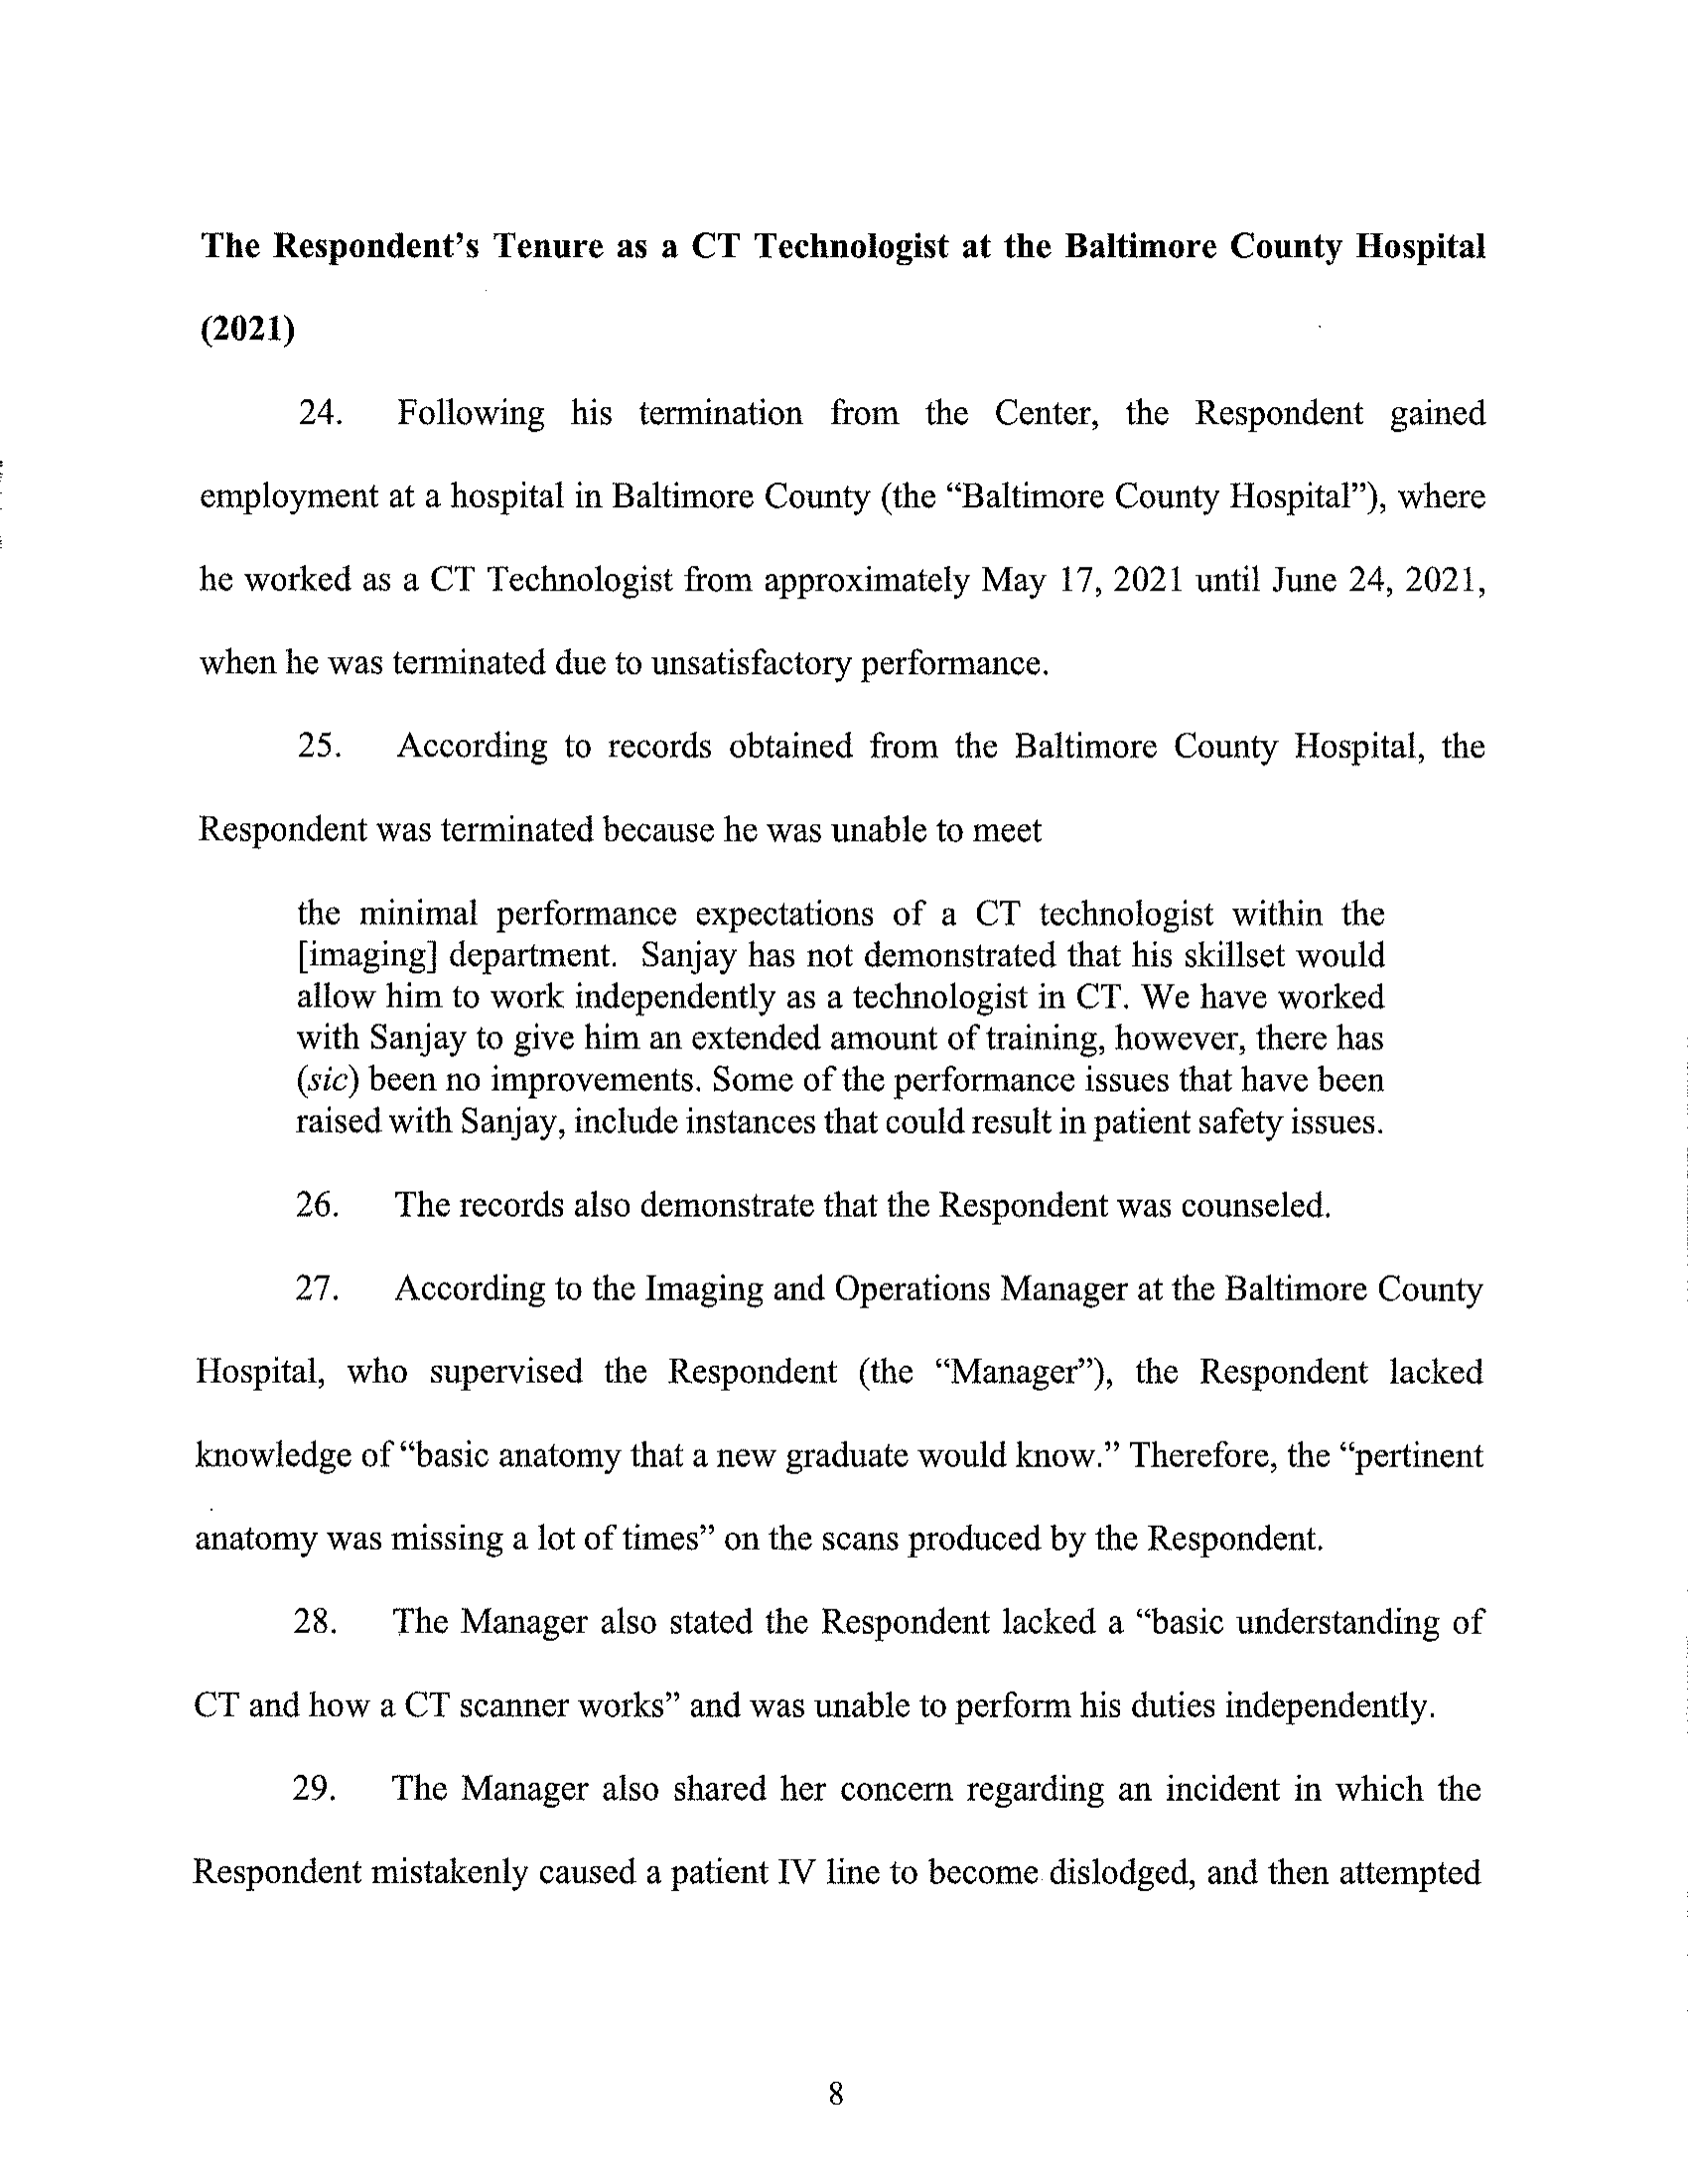 The Respondent’s Tenure as a CT Technologist at the Baltimore County Hospital
(2021)
24. Following his termination from the Center, the Respondent gained
employment at a hospital in Baltimore County (the “Baltimore County Hospital”), where
he worked as a CT Technologist from approximately May 17, 2021 until June 24, 2021,
when he was terminated due to unsatisfactory performance.
25. According to records obtained from the Baltimore County Hospital, the
Respondent was terminated because he was unable to meet
the minimal performance expectations of a CT technologist within the
[imaging] department. Sanjay has not demonstrated that his skillset would
allow him to work independently as a technologist in CT. We have worked
with Sanjay to give him an extended amount of training, however, there has
(sic) been no improvements. Some of the performance issues that have been
raised with Sanjay, include instances that could result in patient safety issues.
26. The records also demonstrate that the Respondent was counseled.
27. According to the Imaging and Operations Manager at the Baltimore County
Hospital, who supervised the Respondent (the “Manager”), the Respondent lacked
knowledge of “basic anatomy that a new graduate would know.” Therefore, the “pertinent
anatomy was missing a lot of times” on the scans produced by the Respondent.
28. The Manager also stated the Respondent lacked a “basic understanding of
CT and how a CT scanner works” and was unable to perform his duties independently.
29. The Manager also shared her concern regarding an incident in which the
Respondent mistakenly caused a patient IV line to become dislodged, and then attempted
8